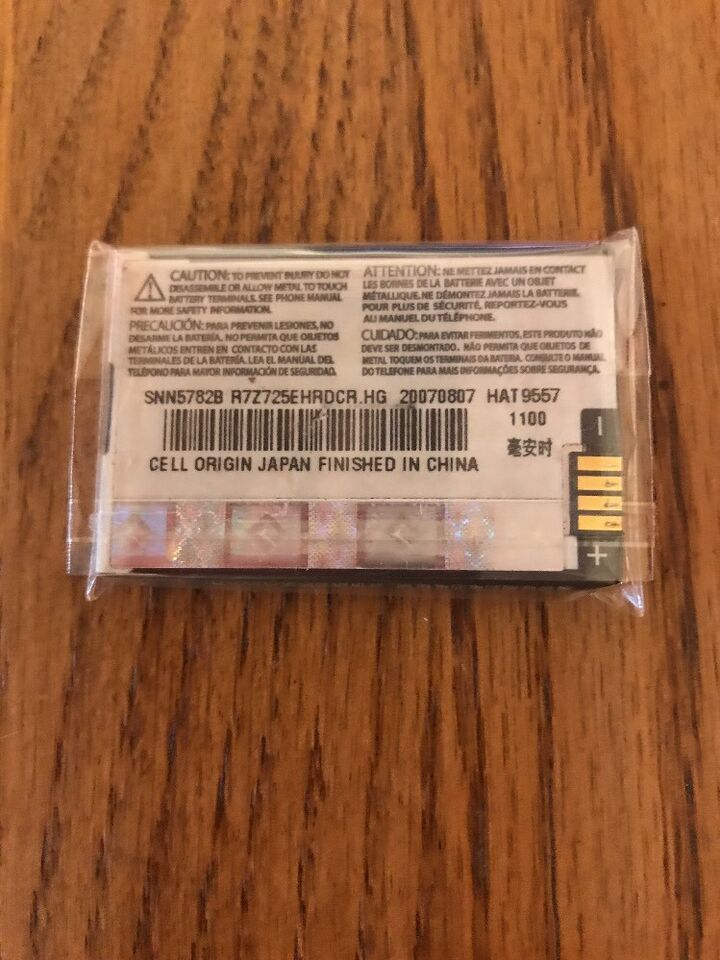 CAUTION: TO PREVENT INJURY DO NOT
DISASSEMBLE OR ALLOW METAL TO TOUCH
BATTERY TERMINALS. SEE PHONE MANUAL
FOR MORE SAFETY INFORMATION.
PRECAUCIÓN: PARA PREVENIR LESIONES, NO
DESARME LA BATERÍA. NO PERMITA QUE OBJETOS
METÁLICOS ENTREN EN CONTACTO CON LAS
TERMINALES DE LA BATERÍA. LEA EL MANUAL DEL
TELÉFONO PARA MAYOR INFORMACIÓN DE SEGURIDAD.
ATTENTION: NE METTEZ JAMAIS EN CONTACT
LES BORNES DE LA BATTERIE AVEC UN OBJET
MÉTALLIQUE. NE DÉMONTEZ JAMAIS LA BATTERIE.
POUR PLUS DE SÉCURITÉ, REPORTEZ-VOUS
AU MANUEL DU TÉLÉPHONE.
CUIDADO: PARA EVITAR FERIMENTOS, ESTE PRODUTO NÃO
DEVE SER DESMONTADO. NÃO PERMITA QUE OBJETOS DE
METAL TOQUEM OS TERMINAIS DA BATERIA. CONSULTE O MANUAL
DO TELEFONE PARA MAIS INFORMAÇÕES SOBRE SEGURANÇA.
SNN5782B R7Z725EHRDCR.HG 20070807 HAT9557
1100
毫安时
CELL ORIGIN JAPAN FINISHED IN CHINA
−
+